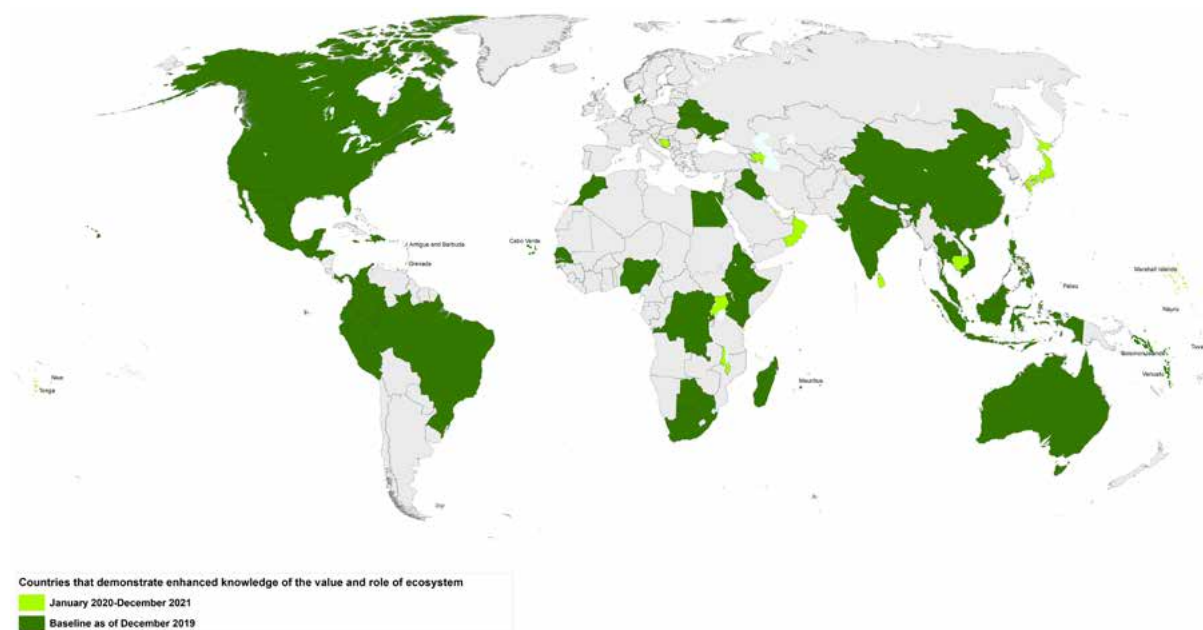 Cabo Verde
Antigua and Barbuda
Grenada
Marshall Islands
Palau
Nauru
Solomon Islands
Tuva
Vanuatu
Mauritius
Niue
Tonga
Countries that demonstrate enhanced knowledge of the value and role of ecosystem
January 2020-December 2021
Baseline as of December 2019